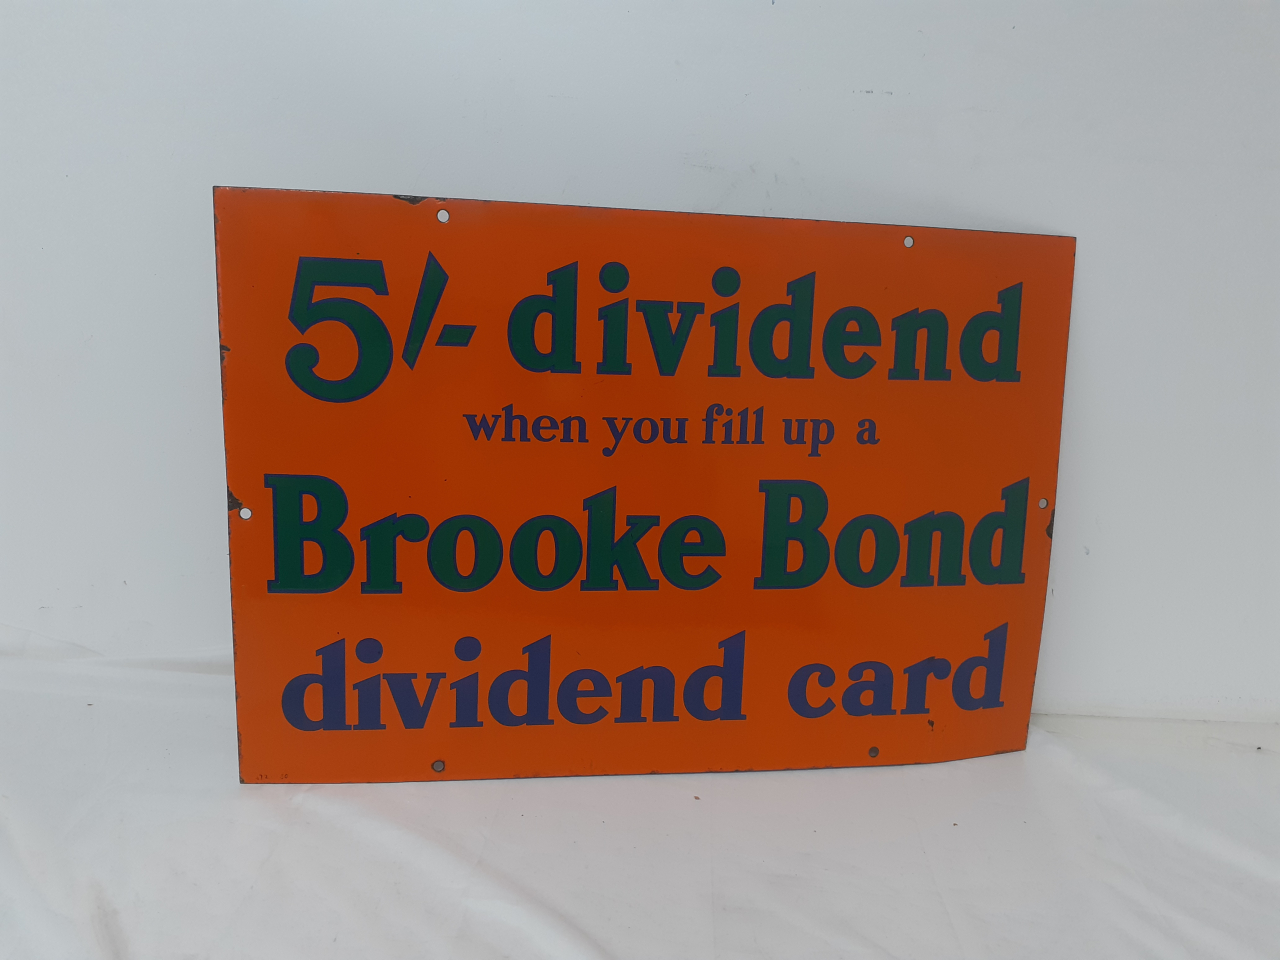 5/- dividend
when you fill up a
Brooke Bond
dividend card